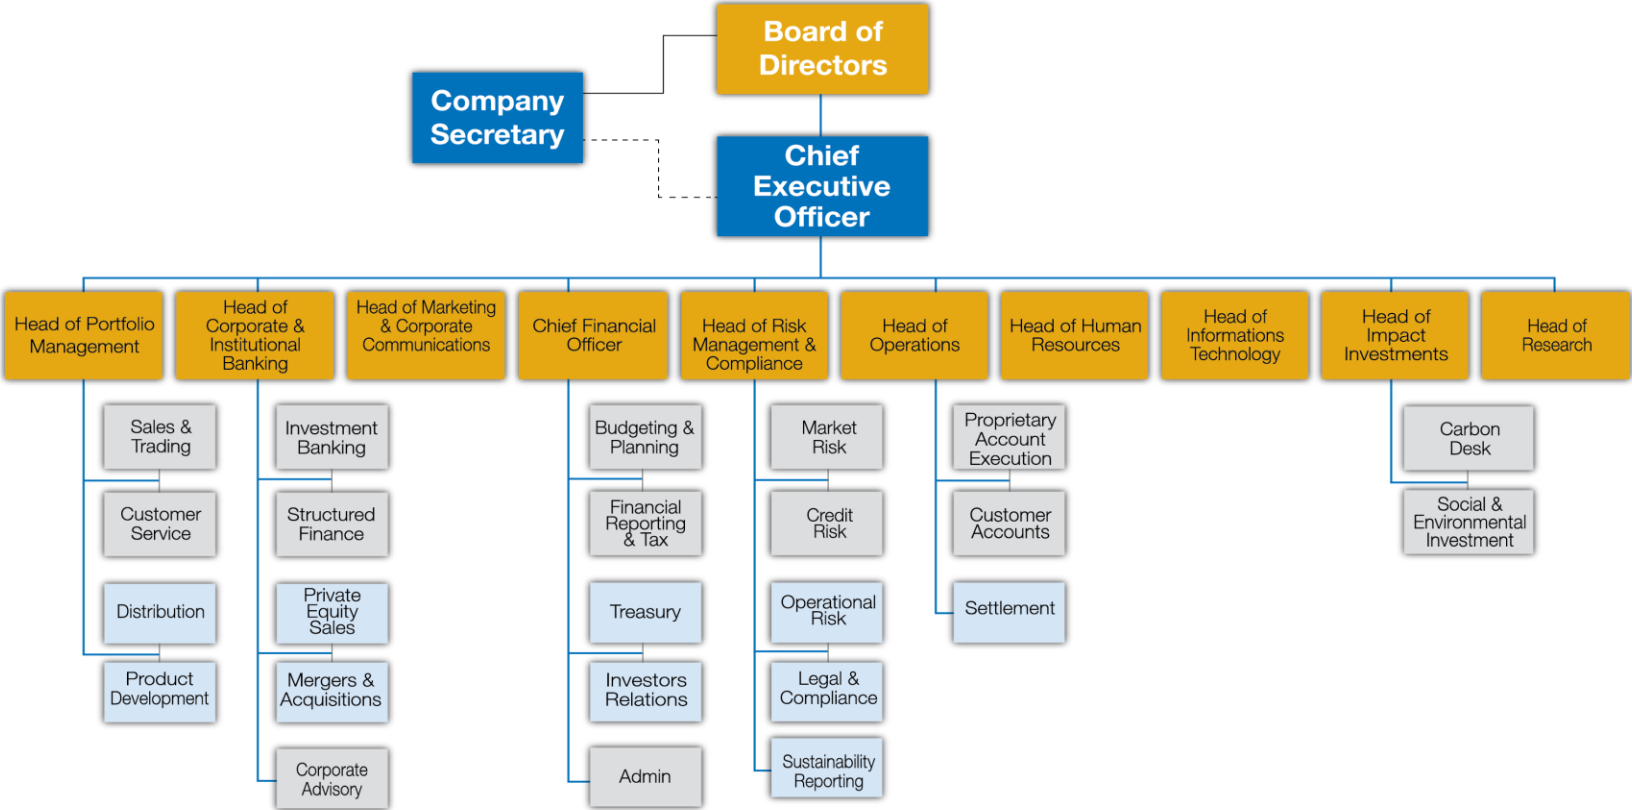 Board of
Directors
Company
Secretary
Chief
Executive
Officer
Head of Portfolio
Management
Head of
Corporate &
Institutional
Banking
Head of Marketing
& Corporate
Communications
Chief Financial
Officer
Head of Risk
Management &
Compliance
Head of
Operations
Head of Human
Resources
Head of
Informations
Technology
Head of
Impact
Investments
Head of
Research
Sales &
Trading
Investment
Banking
Budgeting &
Planning
Market
Risk
Proprietary
Account
Execution
Carbon
Desk
Customer
Service
Structured
Finance
Financial
Reporting
& Tax
Credit
Risk
Customer
Accounts
Social &
Environmental
Investment
Distribution
Private
Equity
Sales
Treasury
Operational
Risk
Settlement
Product
Development
Mergers &
Acquisitions
Investors
Relations
Legal &
Compliance
Corporate
Advisory
Admin
Sustainability
Reporting